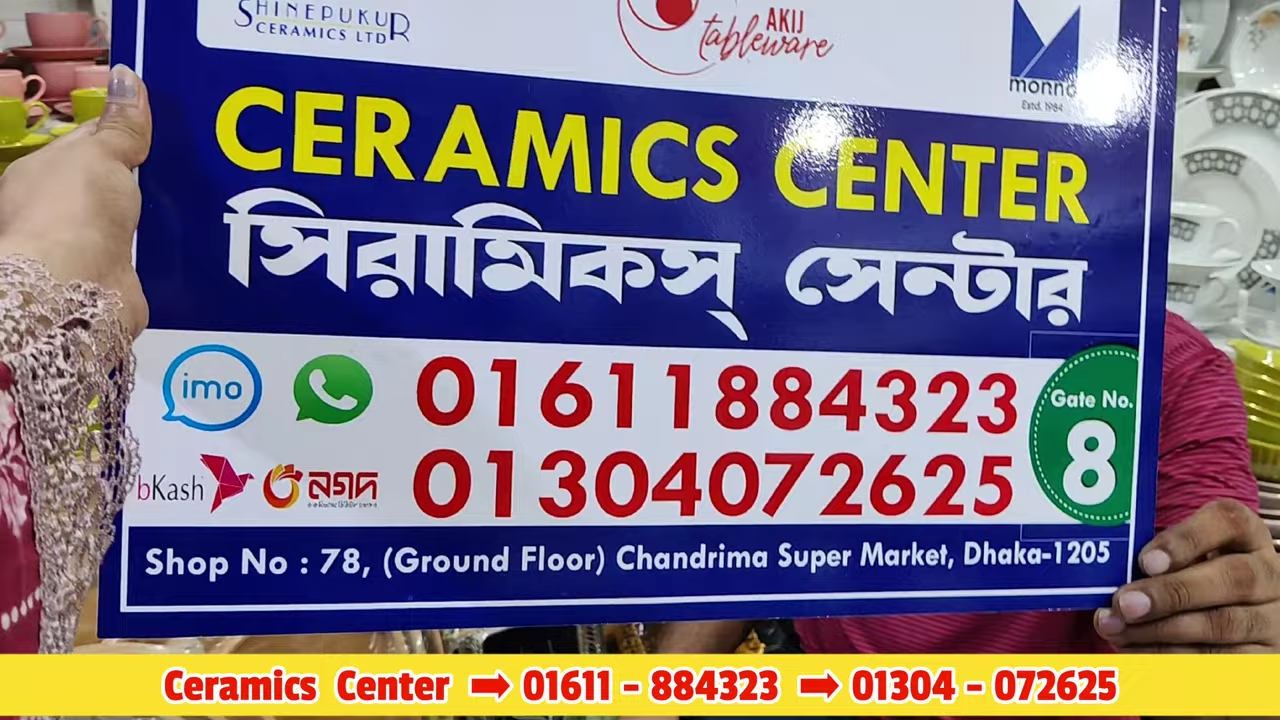 SHINEPUKUR
CERAMICS LTD
AKIJ
tableware
monno
Estd. 1984
CERAMICS CENTER
সিরামিকস্ সেন্টার
imo
01611884323
Gate No.
8
bKash
নগদ
01304072625
Shop No : 78, (Ground Floor) Chandrima Super Market, Dhaka-1205
Ceramics Center ➡ 01611 - 884323 ➡ 01304 - 072625